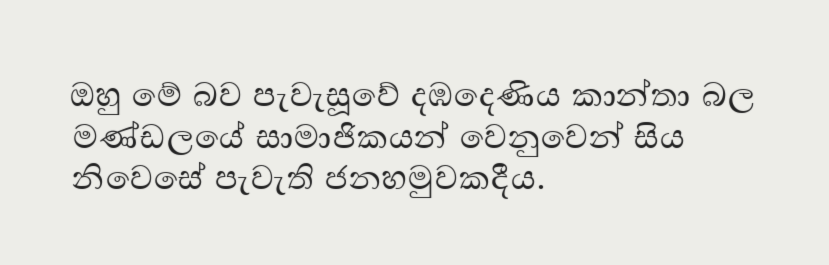 ඔහු මේ බව පැවැසූවේ දඹදෙණිය කාන්තා බල
මණ්ඩලයේ සාමාජිකයන් වෙනුවෙන් සිය
නිවෙසේ පැවැති ජනහමුවකදීය.